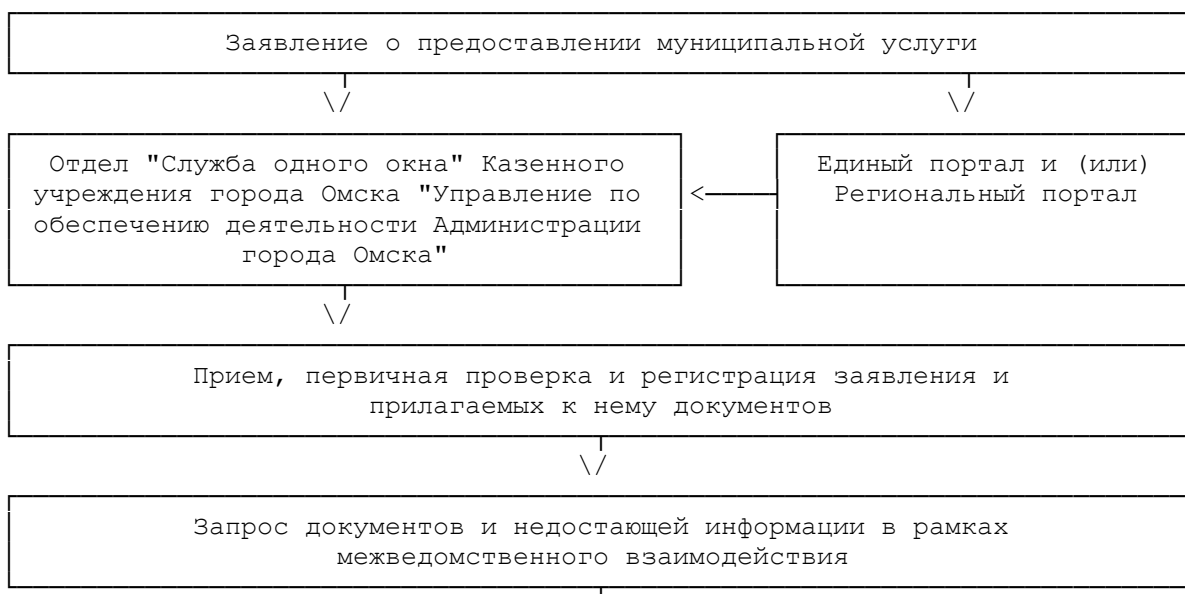 Заявление о предоставлении муниципальной услуги
Отдел "Служба одного окна" Казенного
учреждения города Омска "Управление по
обеспечению деятельности Администрации
города Омска"
Единый портал и (или)
Региональный портал
Прием, первичная проверка и регистрация заявления и
прилагаемых к нему документов
Запрос документов и недостающей информации в рамках
межведомственного взаимодействия